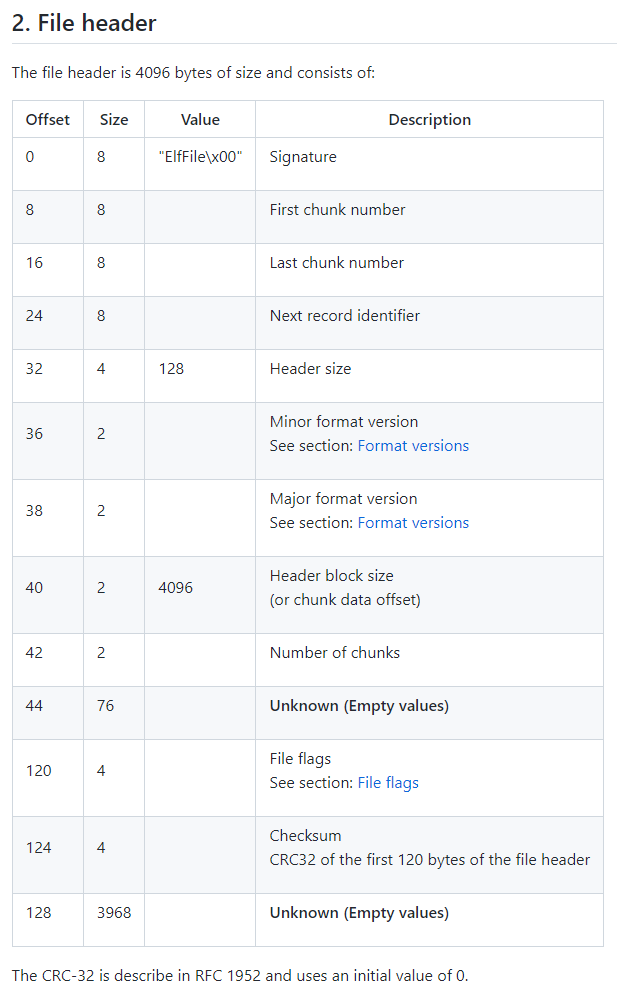 2. File header
The file header is 4096 bytes of size and consists of:
Offset Size Value Description
0 8 "ElfFile\x00" Signature
8 8 First chunk number
16 8 Last chunk number
24 8 Next record identifier
32 4 128 Header size
36 2 Minor format version
See section: Format versions
38 2 Major format version
See section: Format versions
40 2 4096 Header block size
(or chunk data offset)
42 2 Number of chunks
44 76 Unknown (Empty values)
120 4 File flags
See section: File flags
124 4 Checksum
CRC32 of the first 120 bytes of the file header
128 3968 Unknown (Empty values)
The CRC-32 is describe in RFC 1952 and uses an initial value of 0.